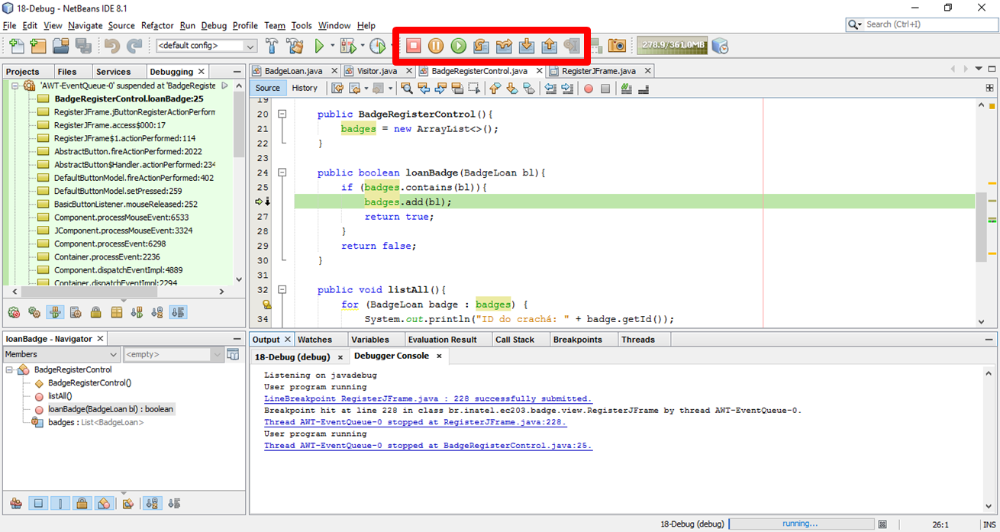 18-Debug - NetBeans IDE 8.1
File Edit View Navigate Source Refactor Run Debug Profile Team Tools Window Help
Search (Ctrl+I)
<default config>
278.9/361.0MB
Projects Files Services Debugging
'AWT-EventQueue-0' suspended at 'BadgeRegiste
BadgeRegisterControl.loanBadge:25
RegisterJFrame.jButtonRegisterActionPerform
RegisterJFrame.access$000:17
RegisterJFrame$1.actionPerformed:114
AbstractButton.fireActionPerformed:2022
AbstractButton$Handler.actionPerformed:234
DefaultButtonModel.fireActionPerformed:402
DefaultButtonModel.setPressed:259
BasicButtonListener.mouseReleased:252
Component.processMouseEvent:6533
JComponent.processMouseEvent:3324
Component.processEvent:6298
Container.processEvent:2236
Component.dispatchEventImpl:4889
Container.dispatchEventImpl:2294
BadgeLoan.java Visitor.java BadgeRegisterControl.java RegisterJFrame.java
Source History
19
20 public BadgeRegisterControl(){
21 badges = new ArrayList<>();
22 }
23
24 public boolean loanBadge(BadgeLoan bl){
25 if (badges.contains(bl)){
badges.add(bl);
27 return true;
28 }
29 return false;
30 }
31
32 public void listAll(){
for (BadgeLoan badge : badges) {
34 System.out.println("ID do crachá: " + badge.getId());
loanBadge - Navigator
Members <empty>
BadgeRegisterControl
BadgeRegisterControl()
listAll()
loanBadge(BadgeLoan bl) : boolean
badges : List<BadgeLoan>
Output Watches Variables Evaluation Result Call Stack Breakpoints Threads
18-Debug (debug) Debugger Console
Listening on javadebug
User program running
LineBreakpoint RegisterJFrame.java : 228 successfully submitted.
Breakpoint hit at line 228 in class br.inatel.ec203.badge.view.RegisterJFrame by thread AWT-EventQueue-0.
Thread AWT-EventQueue-0 stopped at RegisterJFrame.java:228.
User program running
Thread AWT-EventQueue-0 stopped at BadgeRegisterControl.java:25.
18-Debug (debug) running... 26:1 INS